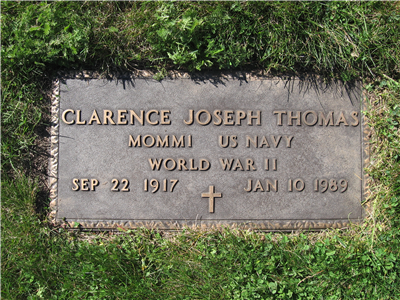 CLARENCE JOSEPH THOMAS
MOMM1 US NAVY
WORLD WAR II
SEP 22 1917 JAN 10 1989